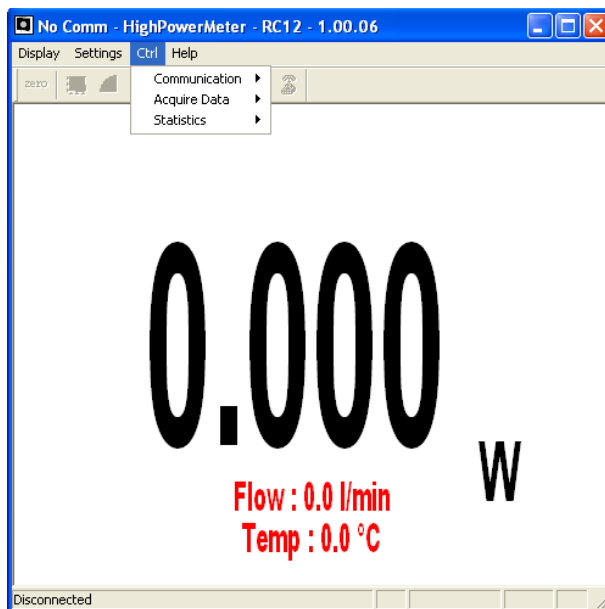 No Comm - HighPowerMeter - RC12 - 1.00.06
Display Settings Ctrl Help
zero
Communication
Acquire Data
Statistics
0.000
W
Flow : 0.0 l/min
Temp : 0.0 °C
Disconnected